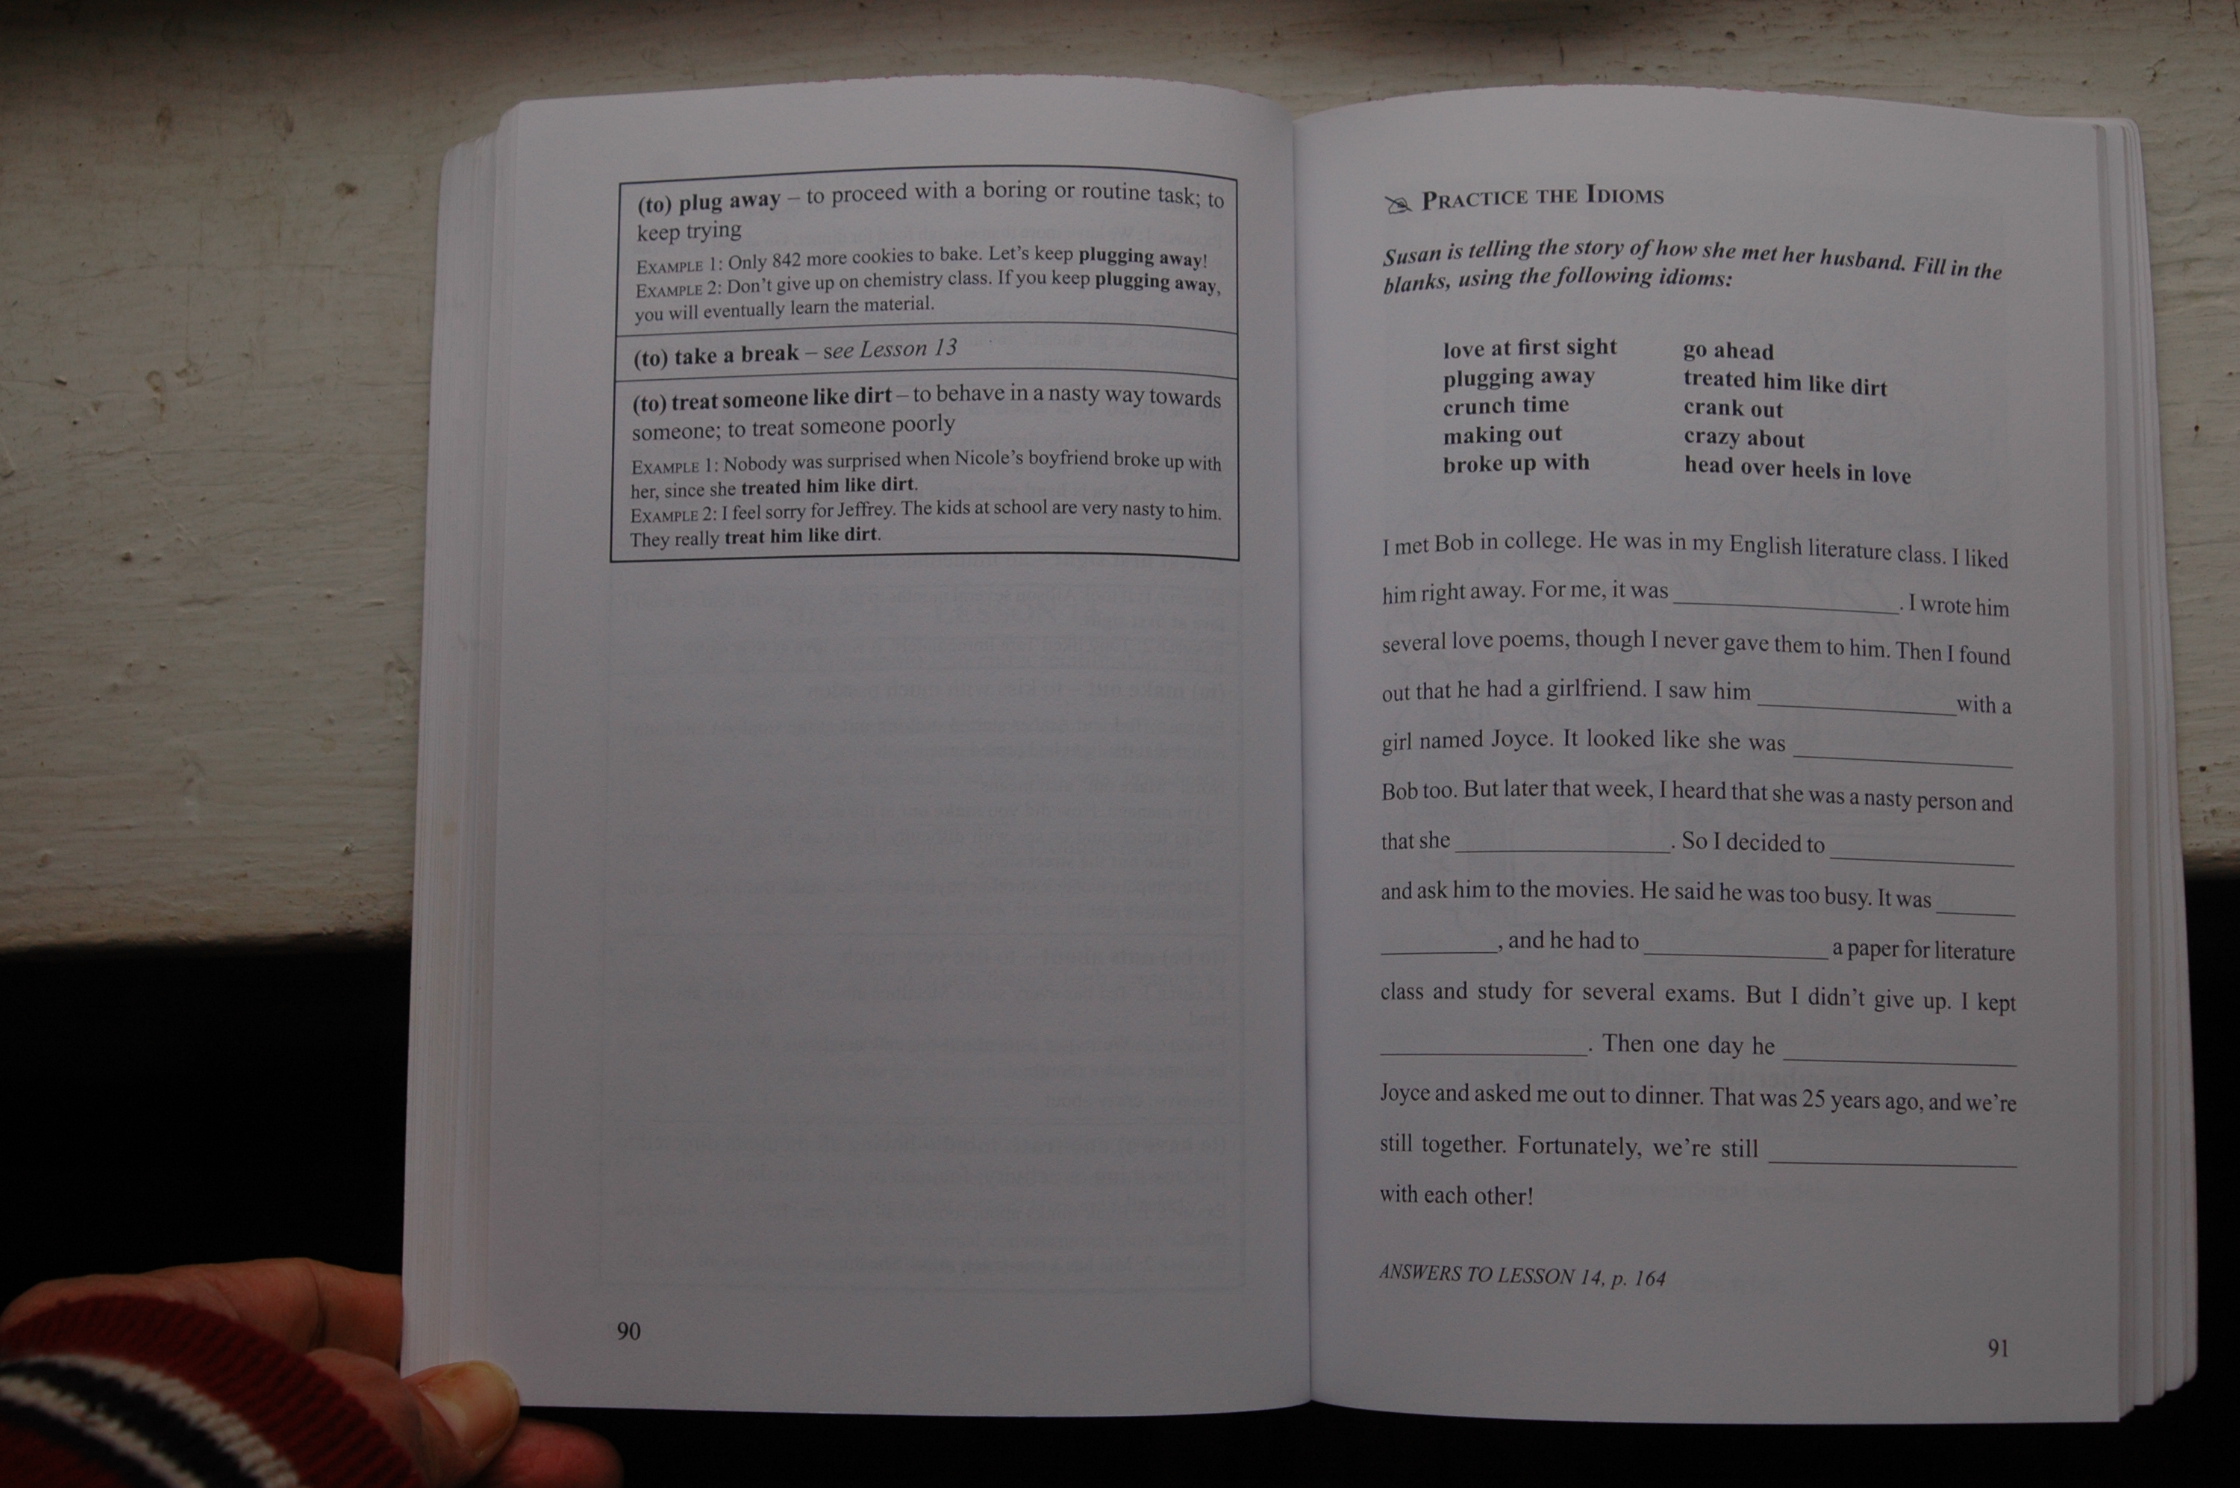 (to) plug away – to proceed with a boring or routine task; to
keep trying
EXAMPLE 1: Only 842 more cookies to bake. Let's keep plugging away!
EXAMPLE 2: Don't give up on chemistry class. If you keep plugging away,
you will eventually learn the material.
(to) take a break – see Lesson 13
(to) treat someone like dirt – to behave in a nasty way towards
someone; to treat someone poorly
EXAMPLE 1: Nobody was surprised when Nicole's boyfriend broke up with
her, since she treated him like dirt.
EXAMPLE 2: I feel sorry for Jeffrey. The kids at school are very nasty to him.
They really treat him like dirt.
90
PRACTICE THE IDIOMS
Susan is telling the story of how she met her husband. Fill in the
blanks, using the following idioms:
love at first sight go ahead
plugging away treated him like dirt
crunch time crank out
making out crazy about
broke up with head over heels in love
I met Bob in college. He was in my English literature class. I liked
him right away. For me, it was ____________. I wrote him
several love poems, though I never gave them to him. Then I found
out that he had a girlfriend. I saw him ____________ with a
girl named Joyce. It looked like she was ____________
Bob too. But later that week, I heard that she was a nasty person and
that she ____________. So I decided to ____________
and ask him to the movies. He said he was too busy. It was ______
________, and he had to ____________ a paper for literature
class and study for several exams. But I didn't give up. I kept
____________. Then one day he ____________
Joyce and asked me out to dinner. That was 25 years ago, and we're
still together. Fortunately, we're still ____________
with each other!
ANSWERS TO LESSON 14, p. 164
91